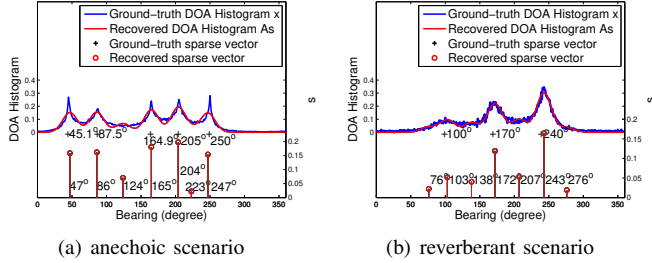 Ground−truth DOA Histogram x
Recovered DOA Histogram As
Ground−truth sparse vector
Recovered sparse vector
DOA Histogram
s
0.4
0.2
0
+45.1° +87.5° 164.9° +205° +250°
0.2
0.1
0.05
0
47° 86° 124° 165° 204° 223° 247°
0 50 100 150 200 250 300 350
Bearing (degree)
(a) anechoic scenario
Ground−truth DOA Histogram x
Recovered DOA Histogram As
Ground−truth sparse vector
Recovered sparse vector
DOA Histogram
s
0.4
0.2
0
+100° +170° +240°
0.2
0.15
0.1
0.05
0
76° 103° 138° 172° 207° 243° 276°
0 50 100 150 200 250 300 350
Bearing (degree)
(b) reverberant scenario